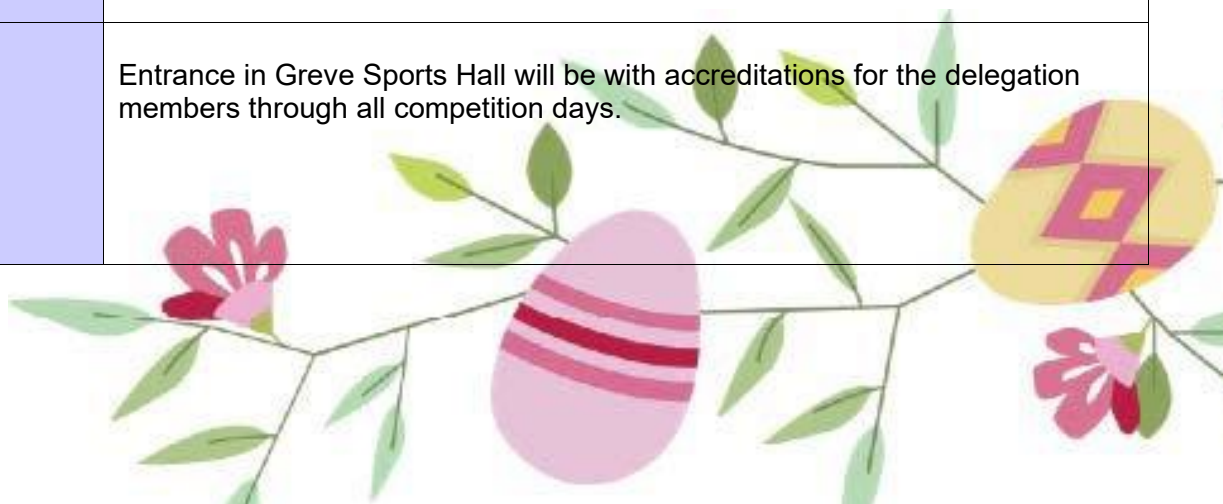 Entrance in Greve Sports Hall will be with accreditations for the delegation
members through all competition days.